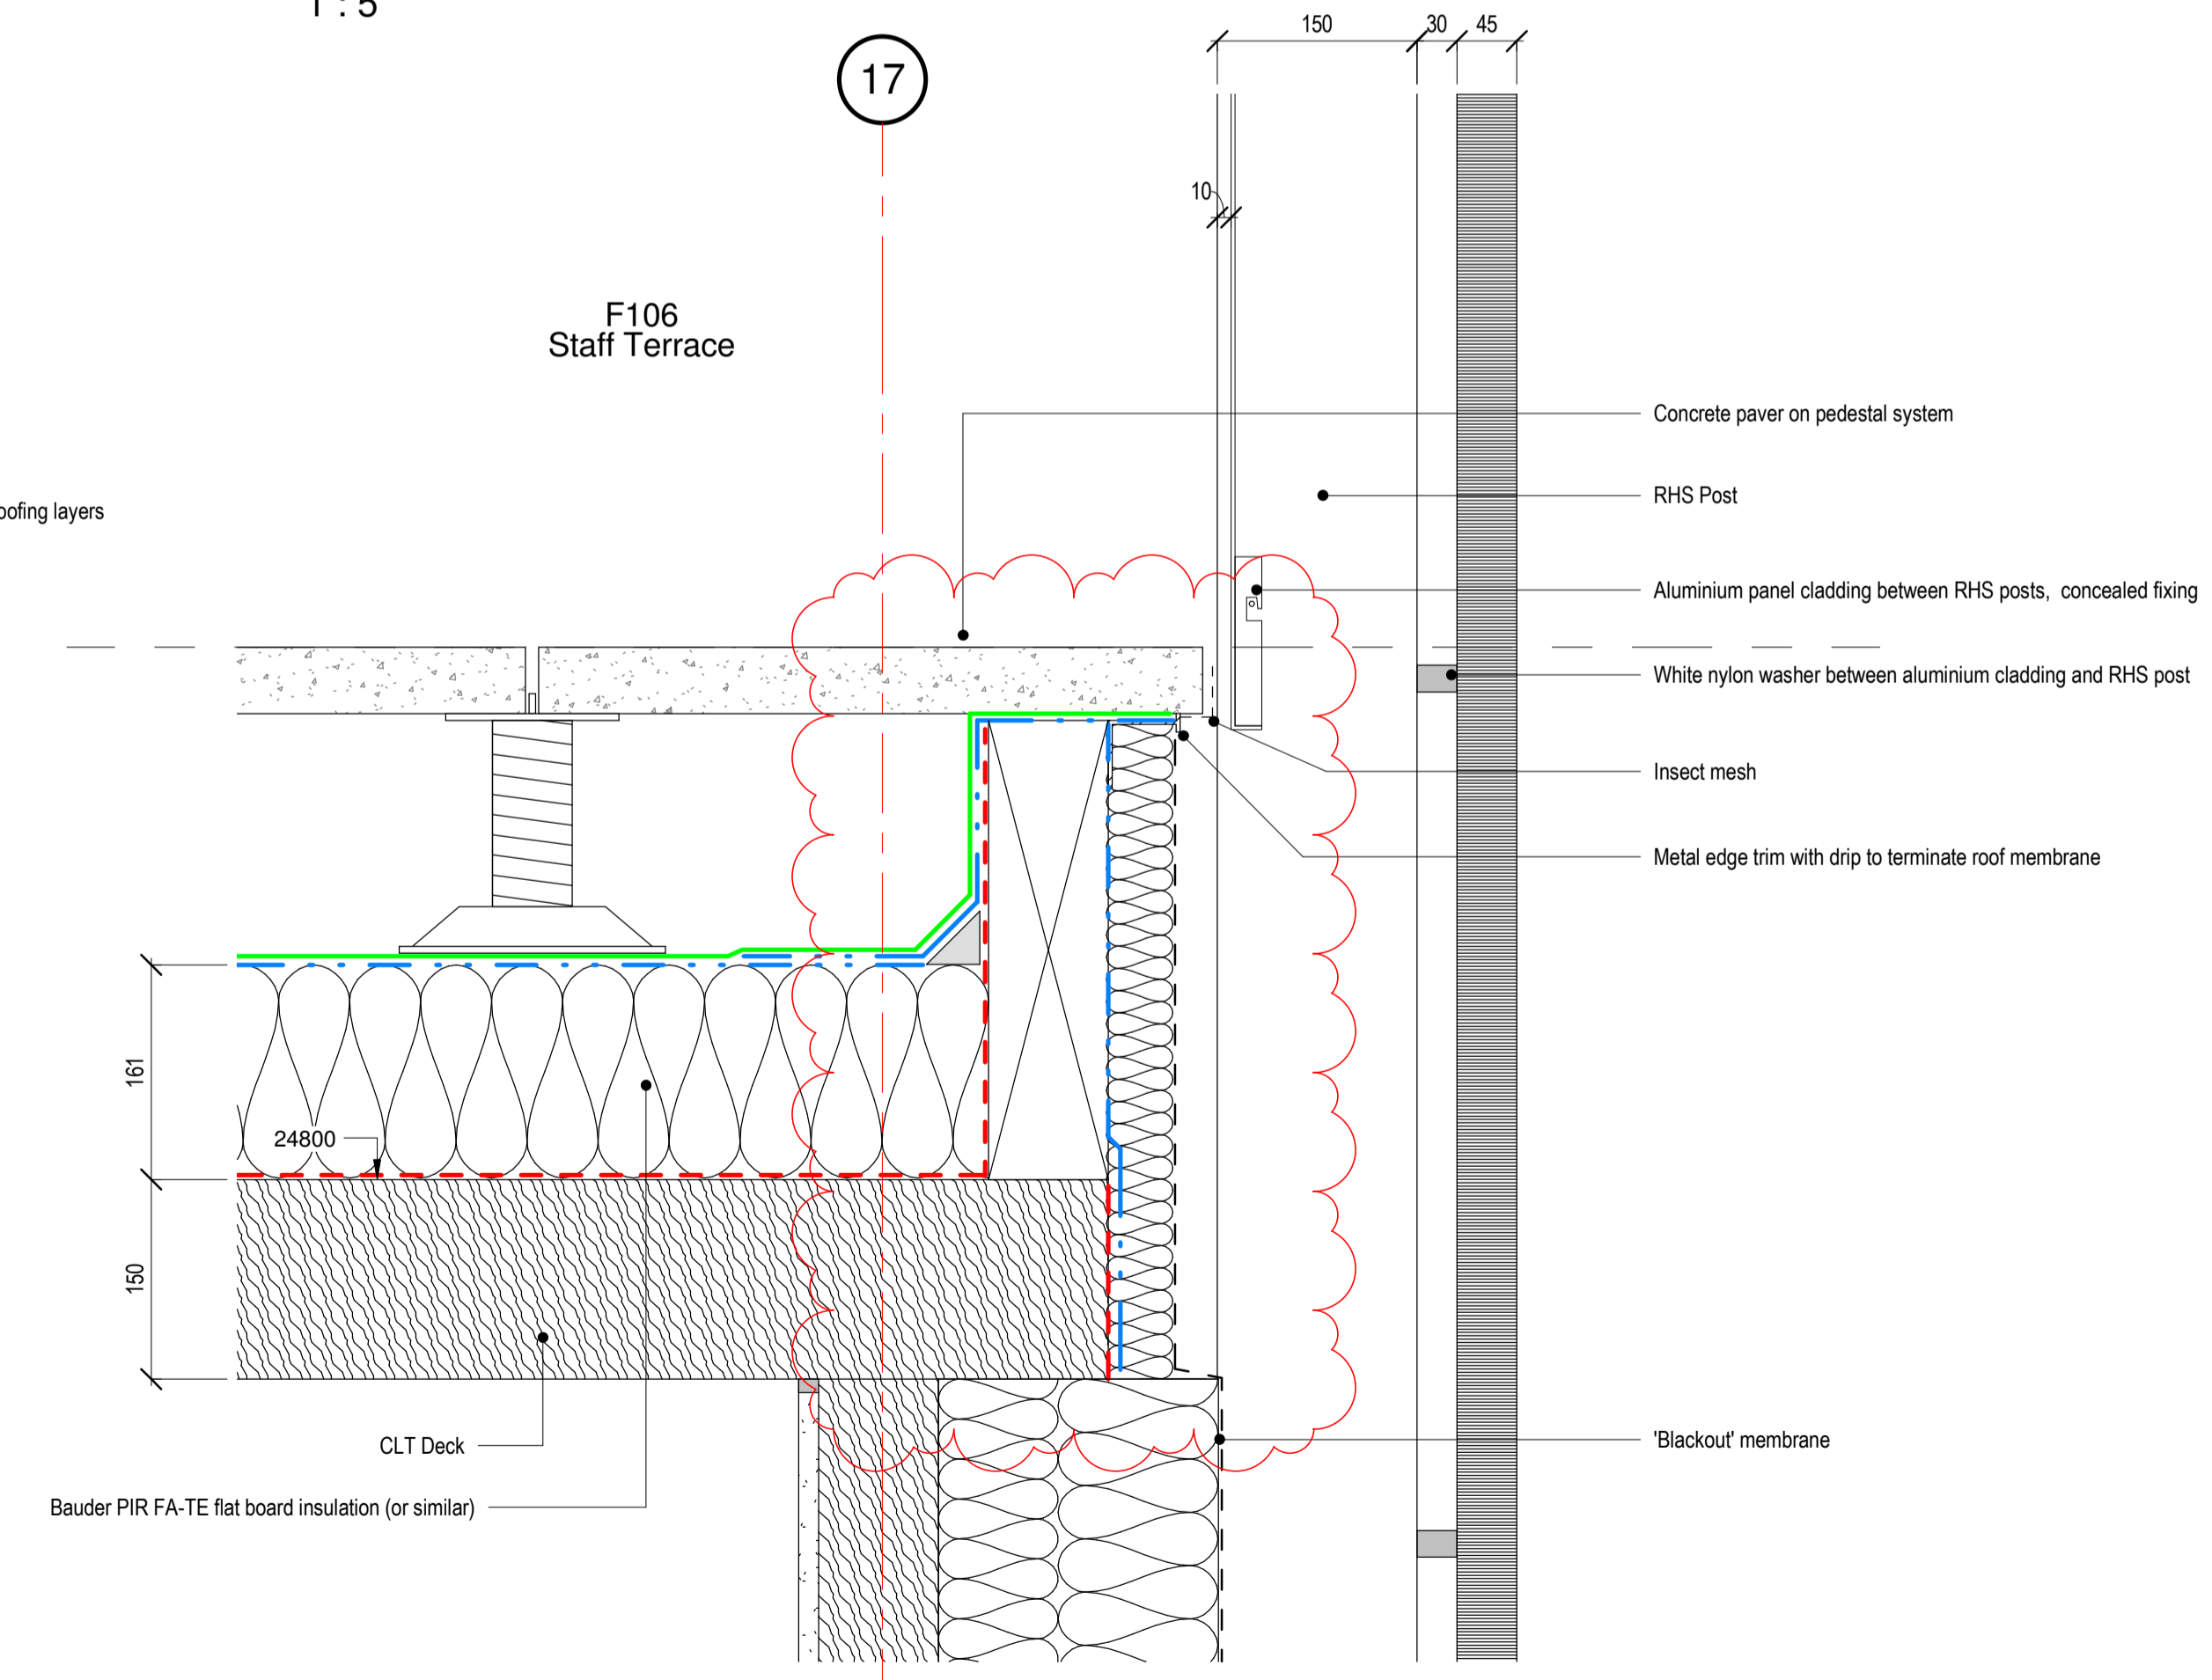 1 : 5
150
30
45
17
10
F106
Staff Terrace
Concrete paver on pedestal system
RHS Post
oofing layers
Aluminium panel cladding between RHS posts, concealed fixing
White nylon washer between aluminium cladding and RHS post
Insect mesh
Metal edge trim with drip to terminate roof membrane
161
24800
150
CLT Deck
'Blackout' membrane
Bauder PIR FA-TE flat board insulation (or similar)